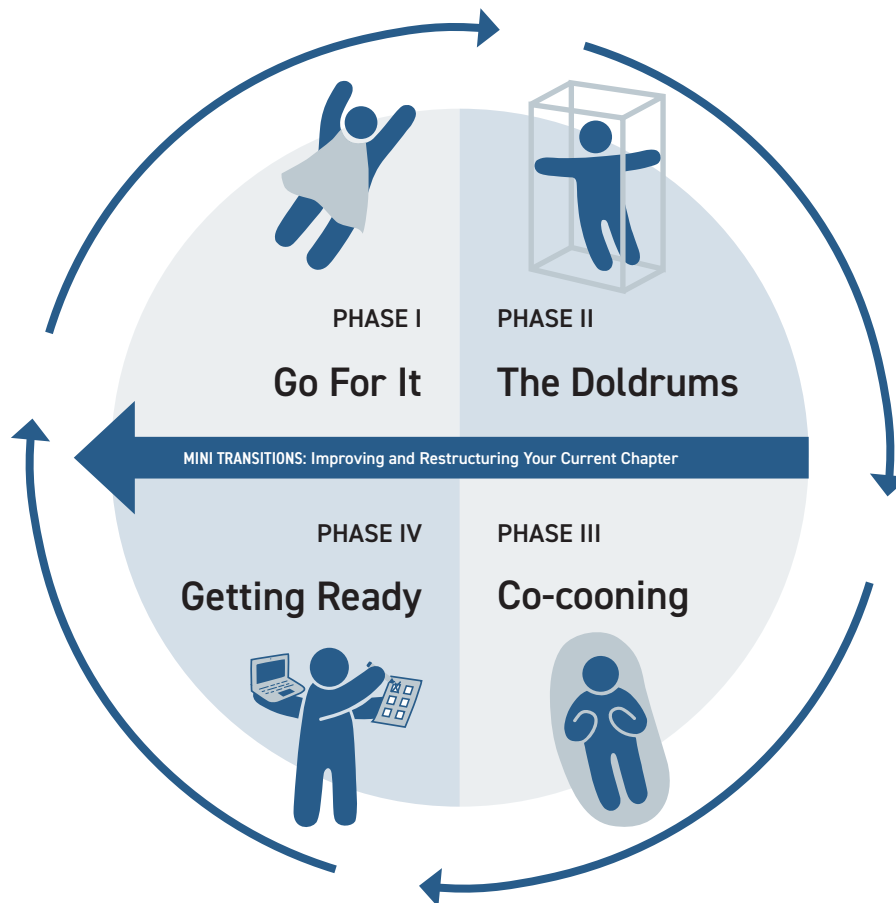 PHASE I
Go For It
PHASE II
The Doldrums
MINI TRANSITIONS: Improving and Restructuring Your Current Chapter
PHASE IV
Getting Ready
PHASE III
Co-cooning